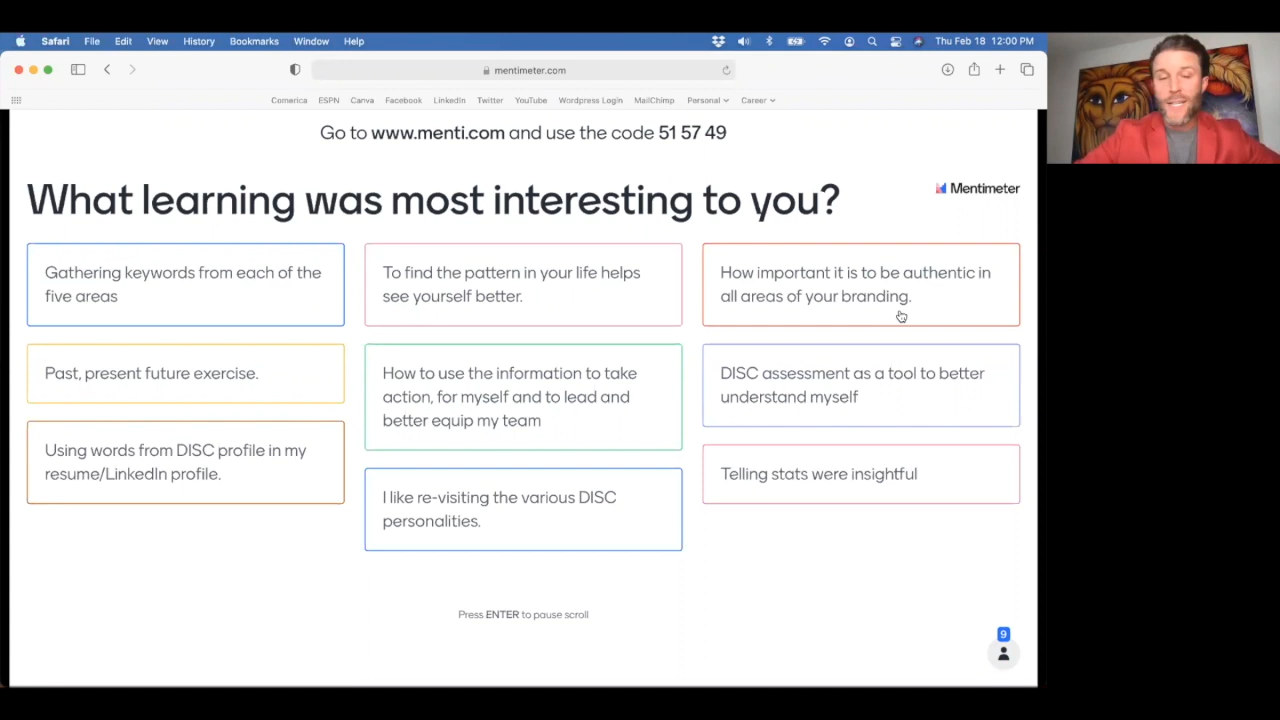 Safari File Edit View History Bookmarks Window Help Thu Feb 18 12:00 PM
mentimeter.com
Comerica ESPN Canva Facebook LinkedIn Twitter YouTube Wordpress Login MailChimp Personal Career
Go to www.menti.com and use the code 51 57 49
What learning was most interesting to you?
Mentimeter
Gathering keywords from each of the
five areas
To find the pattern in your life helps
see yourself better.
How important it is to be authentic in
all areas of your branding.
Past, present future exercise.
How to use the information to take
action, for myself and to lead and
better equip my team
DISC assessment as a tool to better
understand myself
Using words from DISC profile in my
resume/LinkedIn profile.
I like re-visiting the various DISC
personalities.
Telling stats were insightful
Press ENTER to pause scroll
9